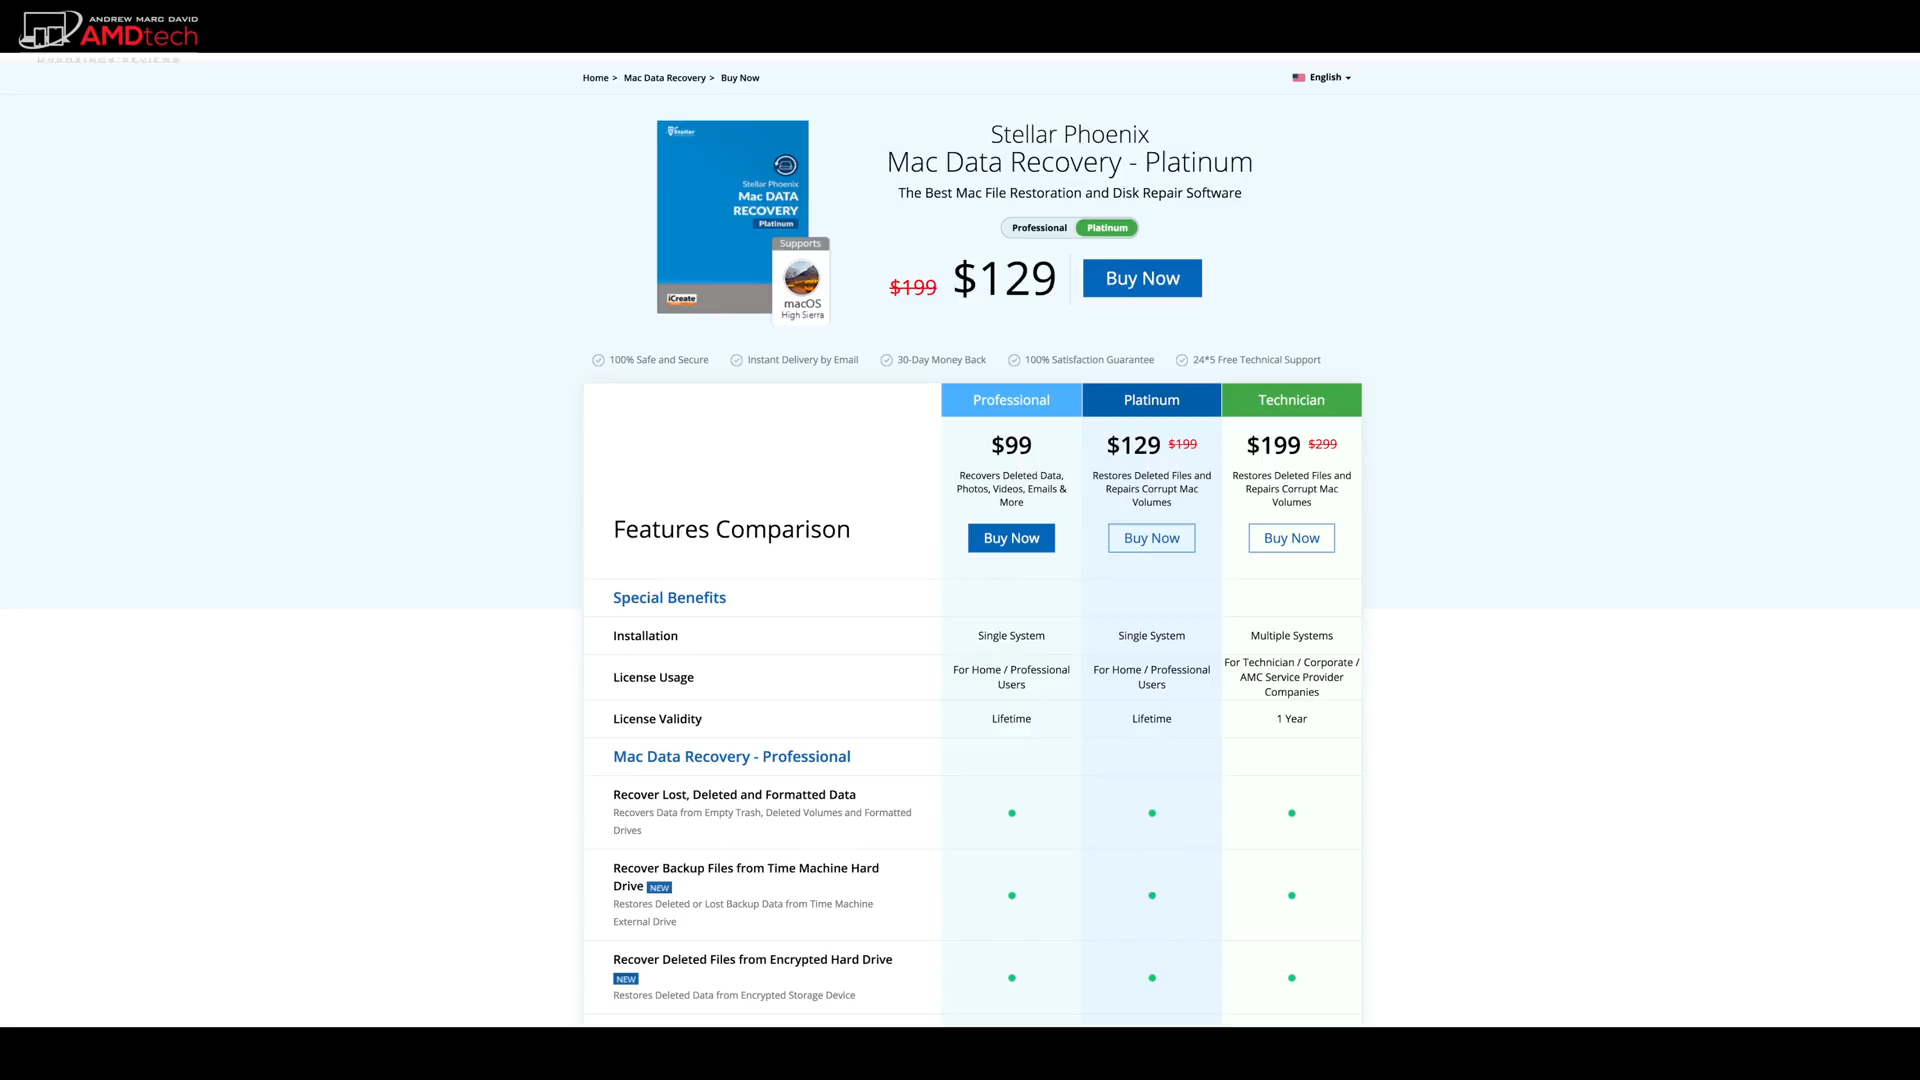 ANDREW MARC DAVID
AMDtech
Home > Mac Data Recovery > Buy Now
English
Stellar
Stellar Phoenix
Mac DATA
RECOVERY
Platinum
Supports
macOS
High Sierra
iCreate
Stellar Phoenix
Mac Data Recovery - Platinum
The Best Mac File Restoration and Disk Repair Software
Professional Platinum
$199 $129 Buy Now
100% Safe and Secure Instant Delivery by Email 30-Day Money Back 100% Satisfaction Guarantee 24*5 Free Technical Support
Professional Platinum Technician
$99 $129 $199 $199 $299
Recovers Deleted Data, Restores Deleted Files and Restores Deleted Files and
Photos, Videos, Emails & Repairs Corrupt Mac Repairs Corrupt Mac
More Volumes Volumes
Features Comparison
Buy Now Buy Now Buy Now
Special Benefits
Installation Single System Single System Multiple Systems
License Usage
For Home / Professional
Users
For Home / Professional
Users
For Technician / Corporate /
AMC Service Provider
Companies
License Validity Lifetime Lifetime 1 Year
Mac Data Recovery - Professional
Recover Lost, Deleted and Formatted Data
Recovers Data from Empty Trash, Deleted Volumes and Formatted
Drives
Recover Backup Files from Time Machine Hard
Drive NEW
Restores Deleted or Lost Backup Data from Time Machine
External Drive
Recover Deleted Files from Encrypted Hard Drive
NEW
Restores Deleted Data from Encrypted Storage Device